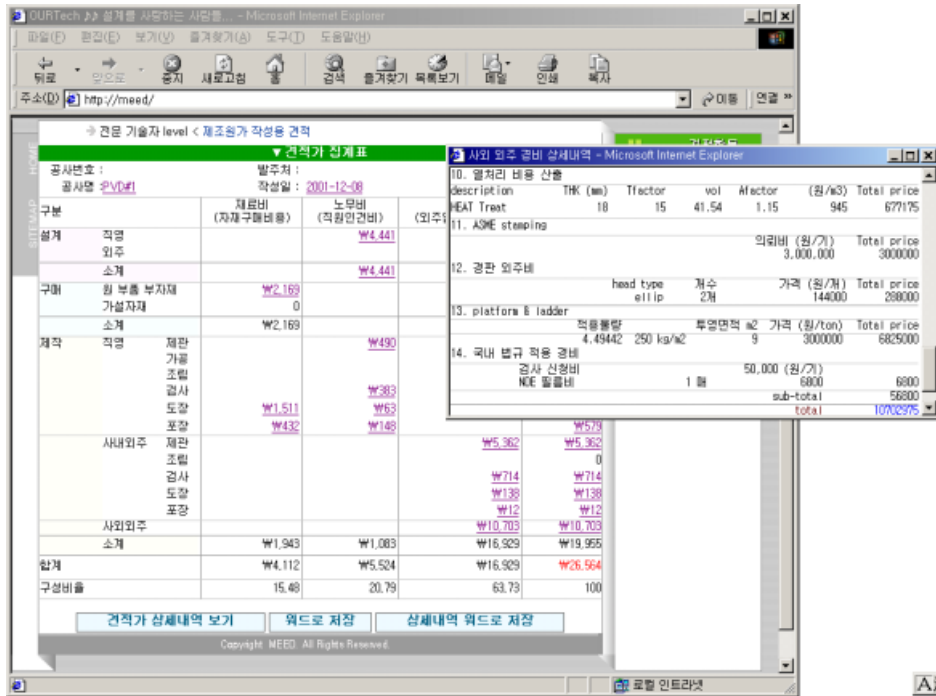 OURTech ♪♪ 설계를 사랑하는 사람들... - Microsoft Internet Explorer
파일(F) 편집(E) 보기(V) 즐겨찾기(A) 도구(T) 도움말(H)
뒤로 앞으로 중지 새로고침 홈 검색 즐겨찾기 목록보기 메일 인쇄 복사
주소(D) http://meed/ 이동 연결 »
HOME
SITEMAP
전문 기술자 level < 제조원가 작성용 견적
▼ 견적가 집계표
공사번호 : 발주처 :
공사명 :PVD#1 작성일 : 2001-12-08
구분 재료비 노무비
(자재구매비용) (직원인건비)
설계 직영 ₩4,441
외주
소계 ₩4,441
구매 원 부품 부자재 ₩2,169
가설자재 0
소계 ₩2,169
제작 직영 제관 ₩490
가공
조립
검사 ₩383
도장 ₩1,511 ₩63
포장 ₩432 ₩148 ₩579
사내외주 제관 ₩5,362 ₩5,362
조립 0
검사 ₩714 ₩714
도장 ₩138 ₩138
포장 ₩12 ₩12
사외외주 ₩10,703 ₩10,703
소계 ₩1,943 ₩1,083 ₩16,929 ₩19,955
합계 ₩4,112 ₩5,524 ₩16,929 ₩26,564
구성비율 15,48 20,79 63,73 100
견적가 상세내역 보기 워드로 저장 상세내역 워드로 저장
Copyright MEED. All Rights Reserved.
로컬 인트라넷
사외 외주 경비 상세내역 - Microsoft Internet Explorer
10. 열처리 비용 산출
description THK (mm) Tfactor vol Afactor (원/m3) Total price
HEAT Treat 18 15 41.54 1.15 945 677175
11. ASME stamping
의뢰비 (원/기) Total price
3,000,000 3000000
12. 경판 외주비
head type 개수 가격 (원/개) Total price
ellip 2개 144000 288000
13. platform & ladder
적용물량 투영면적 m2 가격 (원/ton) Total price
4.49442 250 kg/m2 9 3000000 6825000
14. 국내 법규 적용 경비
검사 신청비 50,000 (원/기)
NDE 필름비 1 매 6800 6800
sub-total 56800
total 10702975